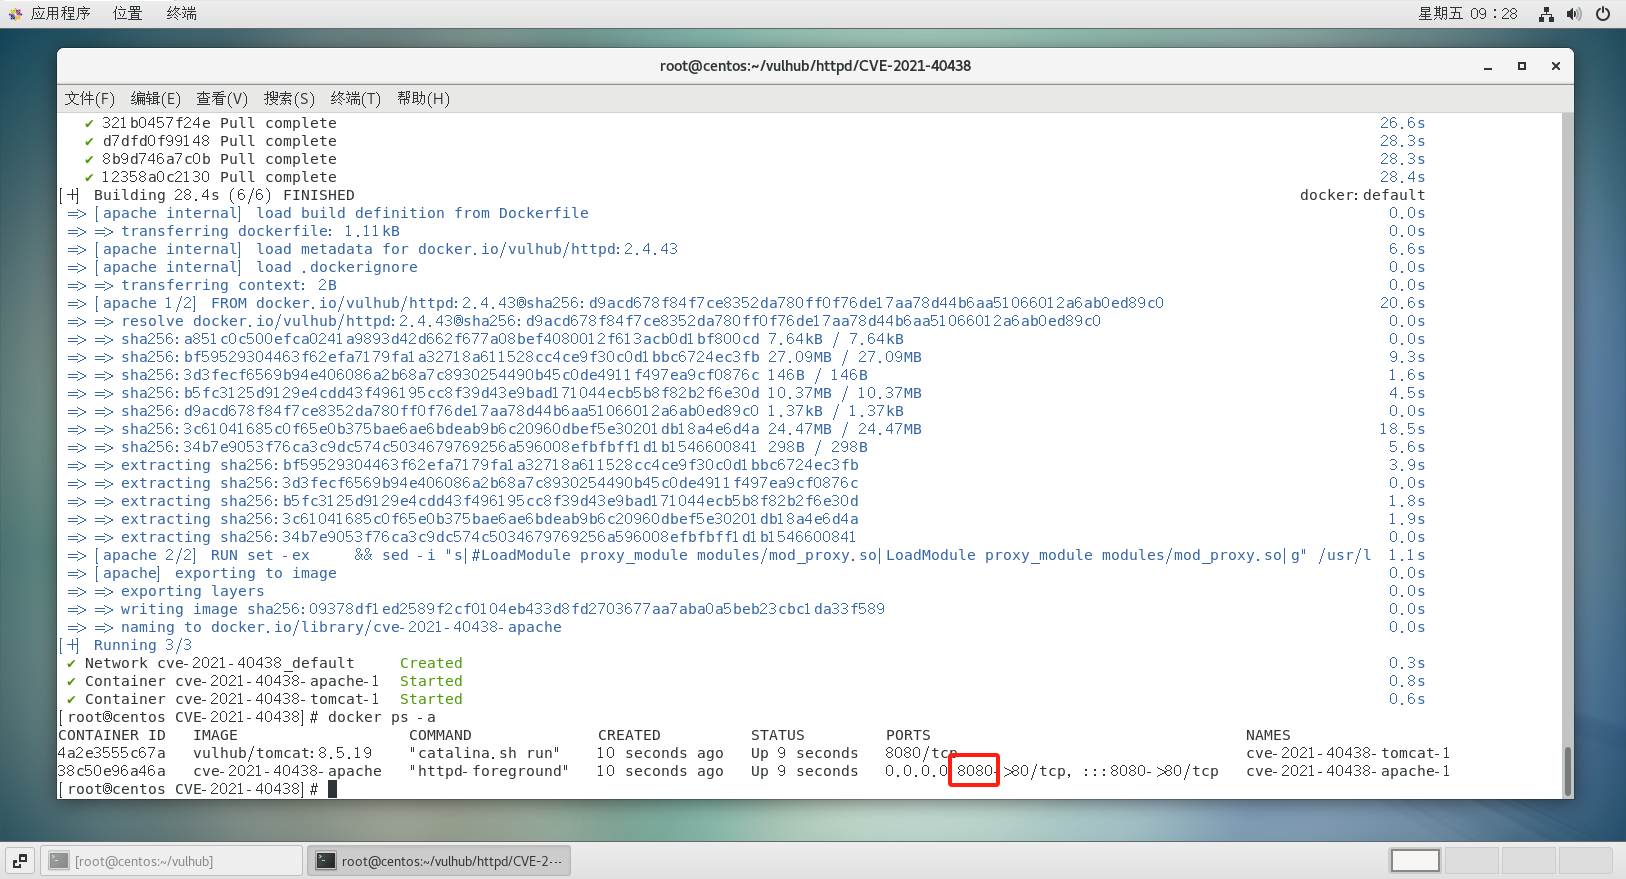 应用程序 位置 终端 星期五 09：28
root@centos:~/vulhub/httpd/CVE-2021-40438
文件(F) 编辑(E) 查看(V) 搜索(S) 终端(T) 帮助(H)
✔ 321b0457f24e Pull complete 26.6s
✔ d7dfd0f99148 Pull complete 28.3s
✔ 8b9d746a7c0b Pull complete 28.3s
✔ 12358a0c2130 Pull complete 28.4s
[+] Building 28.4s (6/6) FINISHED docker:default
=> [apache internal] load build definition from Dockerfile 0.0s
=> => transferring dockerfile: 1.11kB 0.0s
=> [apache internal] load metadata for docker.io/vulhub/httpd:2.4.43 6.6s
=> [apache internal] load .dockerignore 0.0s
=> => transferring context: 2B 0.0s
=> [apache 1/2] FROM docker.io/vulhub/httpd:2.4.43@sha256:d9acd678f84f7ce8352da780ff0f76de17aa78d44b6aa51066012a6ab0ed89c0 20.6s
=> => resolve docker.io/vulhub/httpd:2.4.43@sha256:d9acd678f84f7ce8352da780ff0f76de17aa78d44b6aa51066012a6ab0ed89c0 0.0s
=> => sha256:a851c0c500efca0241a9893d42d662f677a08bef4080012f613acb0d1bf800cd 7.64kB / 7.64kB 0.0s
=> => sha256:bf59529304463f62efa7179fa1a32718a611528cc4ce9f30c0d1bbc6724ec3fb 27.09MB / 27.09MB 9.3s
=> => sha256:3d3fecf6569b94e406086a2b68a7c8930254490b45c0de4911f497ea9cf0876c 146B / 146B 1.6s
=> => sha256:b5fc3125d9129e4cdd43f496195cc8f39d43e9bad171044ecb5b8f82b2f6e30d 10.37MB / 10.37MB 4.5s
=> => sha256:d9acd678f84f7ce8352da780ff0f76de17aa78d44b6aa51066012a6ab0ed89c0 1.37kB / 1.37kB 0.0s
=> => sha256:3c61041685c0f65e0b375bae6ae6bdeab9b6c20960dbef5e30201db18a4e6d4a 24.47MB / 24.47MB 18.5s
=> => sha256:34b7e9053f76ca3c9dc574c5034679769256a596008efbfbff1d1b1546600841 298B / 298B 5.6s
=> => extracting sha256:bf59529304463f62efa7179fa1a32718a611528cc4ce9f30c0d1bbc6724ec3fb 3.9s
=> => extracting sha256:3d3fecf6569b94e406086a2b68a7c8930254490b45c0de4911f497ea9cf0876c 0.0s
=> => extracting sha256:b5fc3125d9129e4cdd43f496195cc8f39d43e9bad171044ecb5b8f82b2f6e30d 1.8s
=> => extracting sha256:3c61041685c0f65e0b375bae6ae6bdeab9b6c20960dbef5e30201db18a4e6d4a 1.9s
=> => extracting sha256:34b7e9053f76ca3c9dc574c5034679769256a596008efbfbff1d1b1546600841 0.0s
=> [apache 2/2] RUN set -ex && sed -i "s|#LoadModule proxy_module modules/mod_proxy.so|LoadModule proxy_module modules/mod_proxy.so|g" /usr/l 1.1s
=> [apache] exporting to image 0.0s
=> => exporting layers 0.0s
=> => writing image sha256:09378df1ed2589f2cf0104eb433d8fd2703677aa7aba0a5beb23cbc1da33f589 0.0s
=> => naming to docker.io/library/cve-2021-40438-apache 0.0s
[+] Running 3/3
✔ Network cve-2021-40438_default Created 0.3s
✔ Container cve-2021-40438-apache-1 Started 0.8s
✔ Container cve-2021-40438-tomcat-1 Started 0.6s
[root@centos CVE-2021-40438]# docker ps -a
CONTAINER ID IMAGE COMMAND CREATED STATUS PORTS NAMES
4a2e3555c67a vulhub/tomcat:8.5.19 "catalina.sh run" 10 seconds ago Up 9 seconds 8080/tcp cve-2021-40438-tomcat-1
38c50e96a46a cve-2021-40438-apache "httpd-foreground" 10 seconds ago Up 9 seconds 0.0.0.0:8080->80/tcp, :::8080->80/tcp cve-2021-40438-apache-1
[root@centos CVE-2021-40438]#
[root@centos:~/vulhub] root@centos:~/vulhub/httpd/CVE-2···